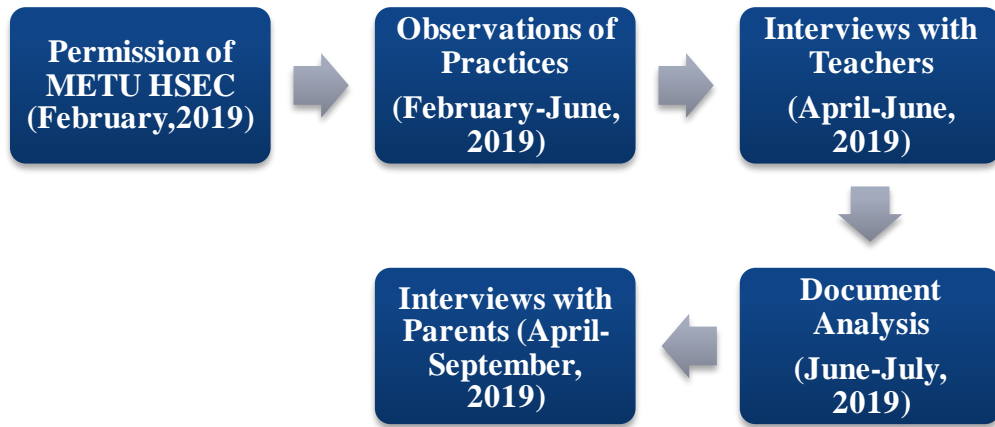 Permission of
METU HSEC
(February,2019)
Observations of
Practices
(February-June,
2019)
Interviews with
Teachers
(April-June,
2019)
Document
Analysis
(June-July,
2019)
Interviews with
Parents (April-
September,
2019)